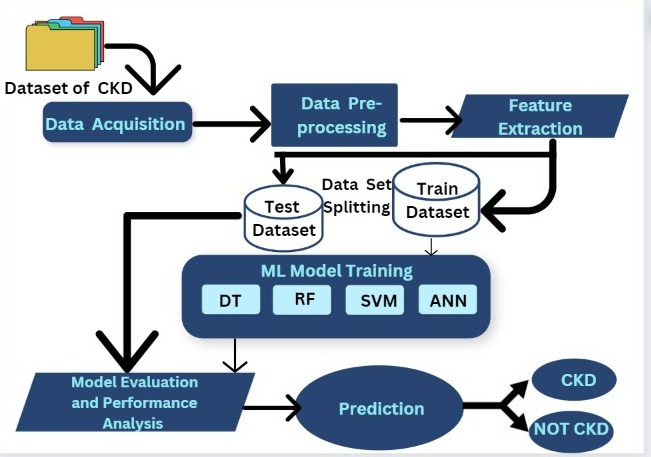 Dataset of CKD
Data Acquisition
Data Pre-
processing
Feature
Extraction
Data Set
Splitting
Test
Dataset
Train
Dataset
ML Model Training
DT
RF
SVM
ANN
Model Evaluation
and Performance
Analysis
Prediction
CKD
NOT CKD